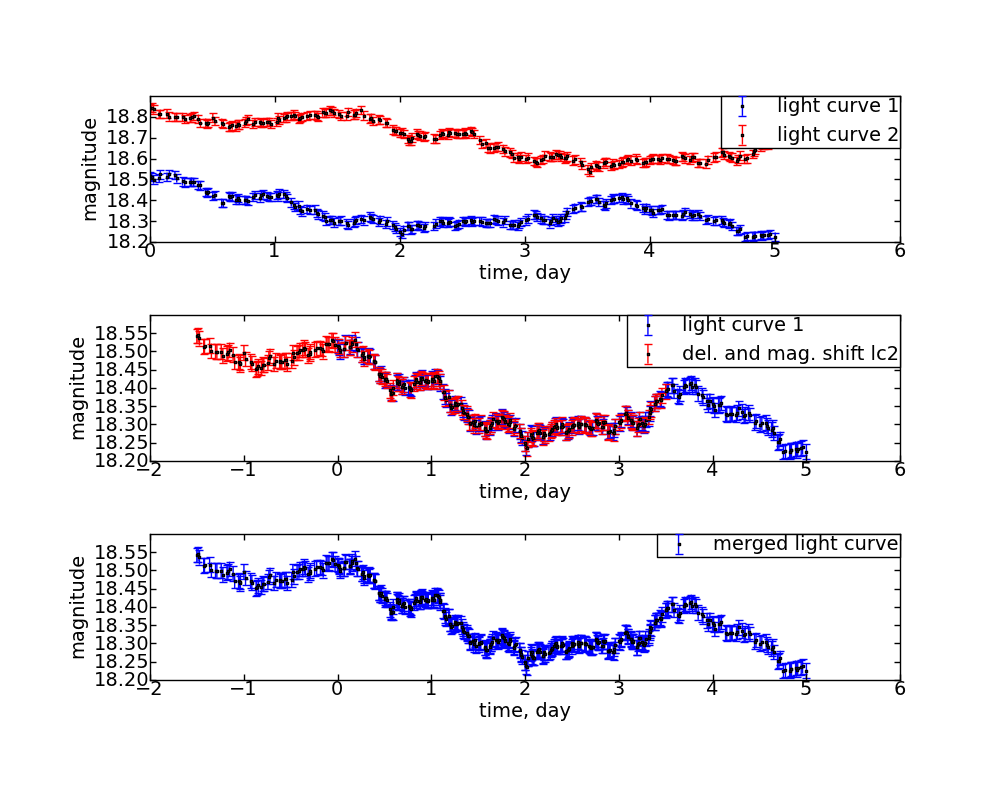 light curve 1
light curve 2
magnitude
18.8
18.7
18.6
18.5
18.4
18.3
18.2
0 1 2 3 4 5 6
time, day
light curve 1
del. and mag. shift lc2
magnitude
18.55
18.50
18.45
18.40
18.35
18.30
18.25
18.20
−2 −1 0 1 2 3 4 5 6
time, day
merged light curve
magnitude
18.55
18.50
18.45
18.40
18.35
18.30
18.25
18.20
−2 −1 0 1 2 3 4 5 6
time, day